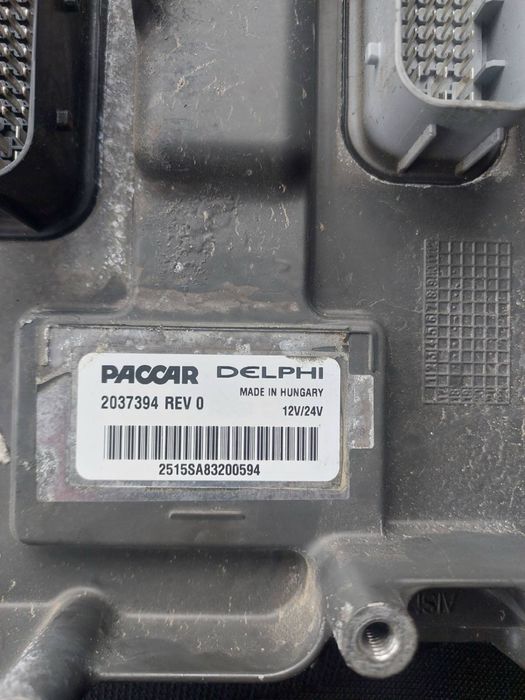 PACCAR DELPHI
MADE IN HUNGARY
2037394 REV 0
12V/24V
2515SA83200594